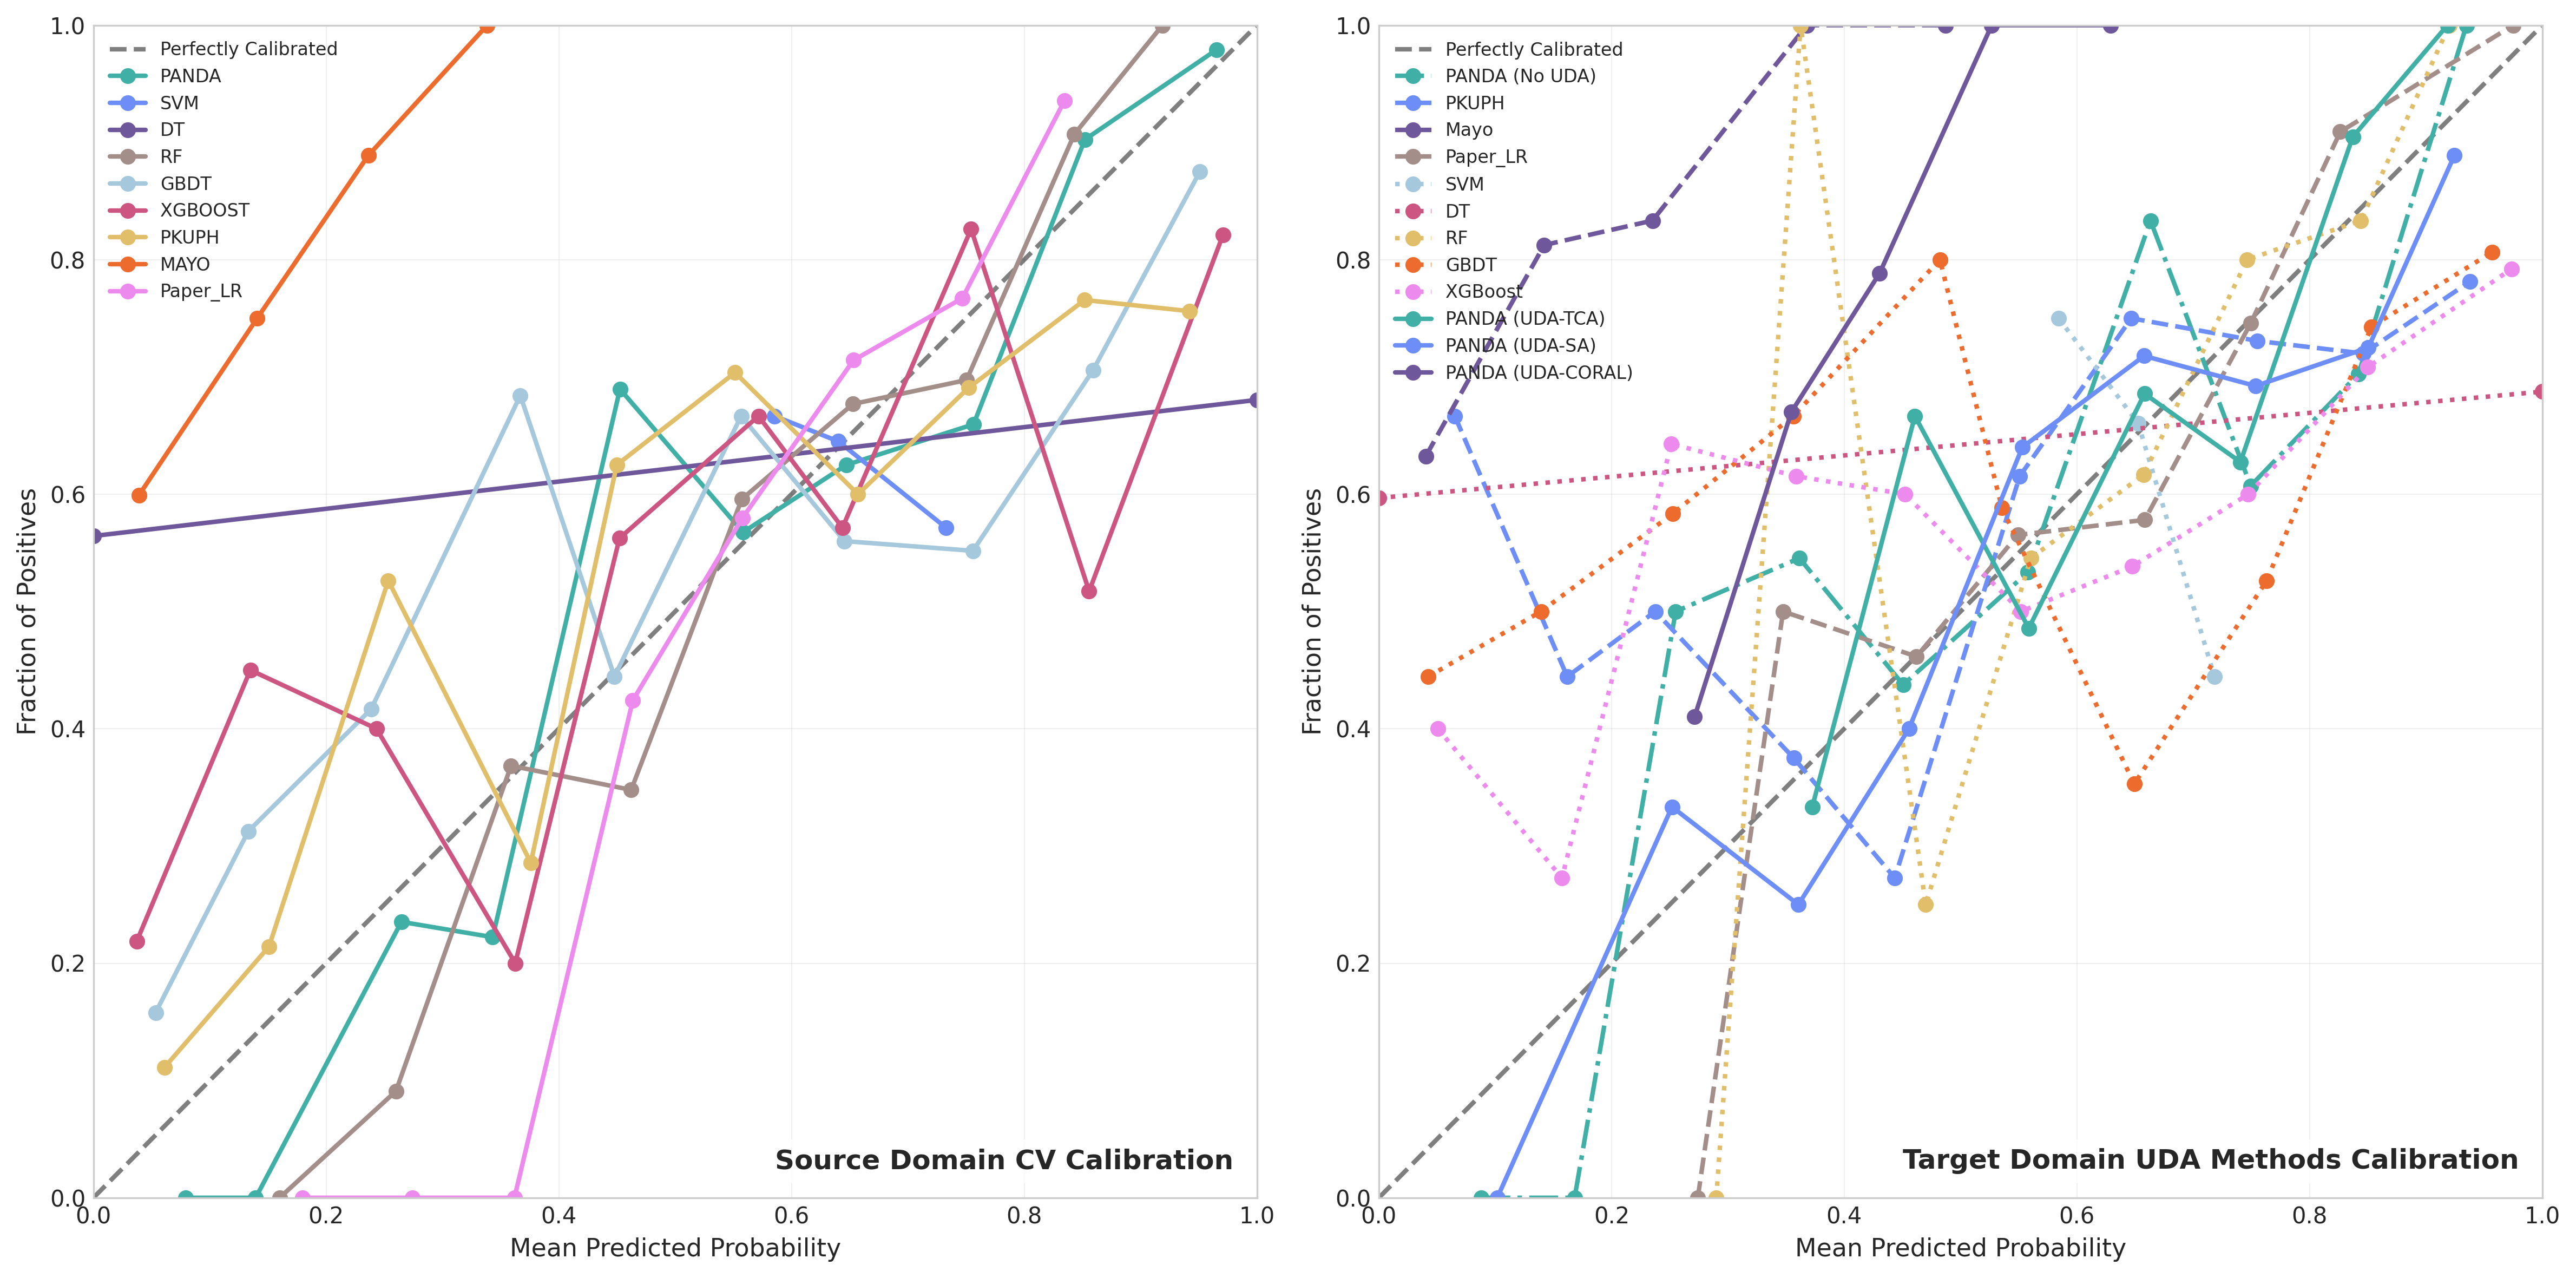 1.0
0.8
0.6
0.4
0.2
0.0
Fraction of Positives
Perfectly Calibrated
PANDA
SVM
DT
RF
GBDT
XGBOOST
PKUPH
MAYO
Paper_LR
Source Domain CV Calibration
0.0 0.2 0.4 0.6 0.8 1.0
Mean Predicted Probability
1.0
0.8
0.6
0.4
0.2
0.0
Fraction of Positives
Perfectly Calibrated
PANDA (No UDA)
PKUPH
Mayo
Paper_LR
SVM
DT
RF
GBDT
XGBoost
PANDA (UDA-TCA)
PANDA (UDA-SA)
PANDA (UDA-CORAL)
Target Domain UDA Methods Calibration
0.0 0.2 0.4 0.6 0.8 1.0
Mean Predicted Probability